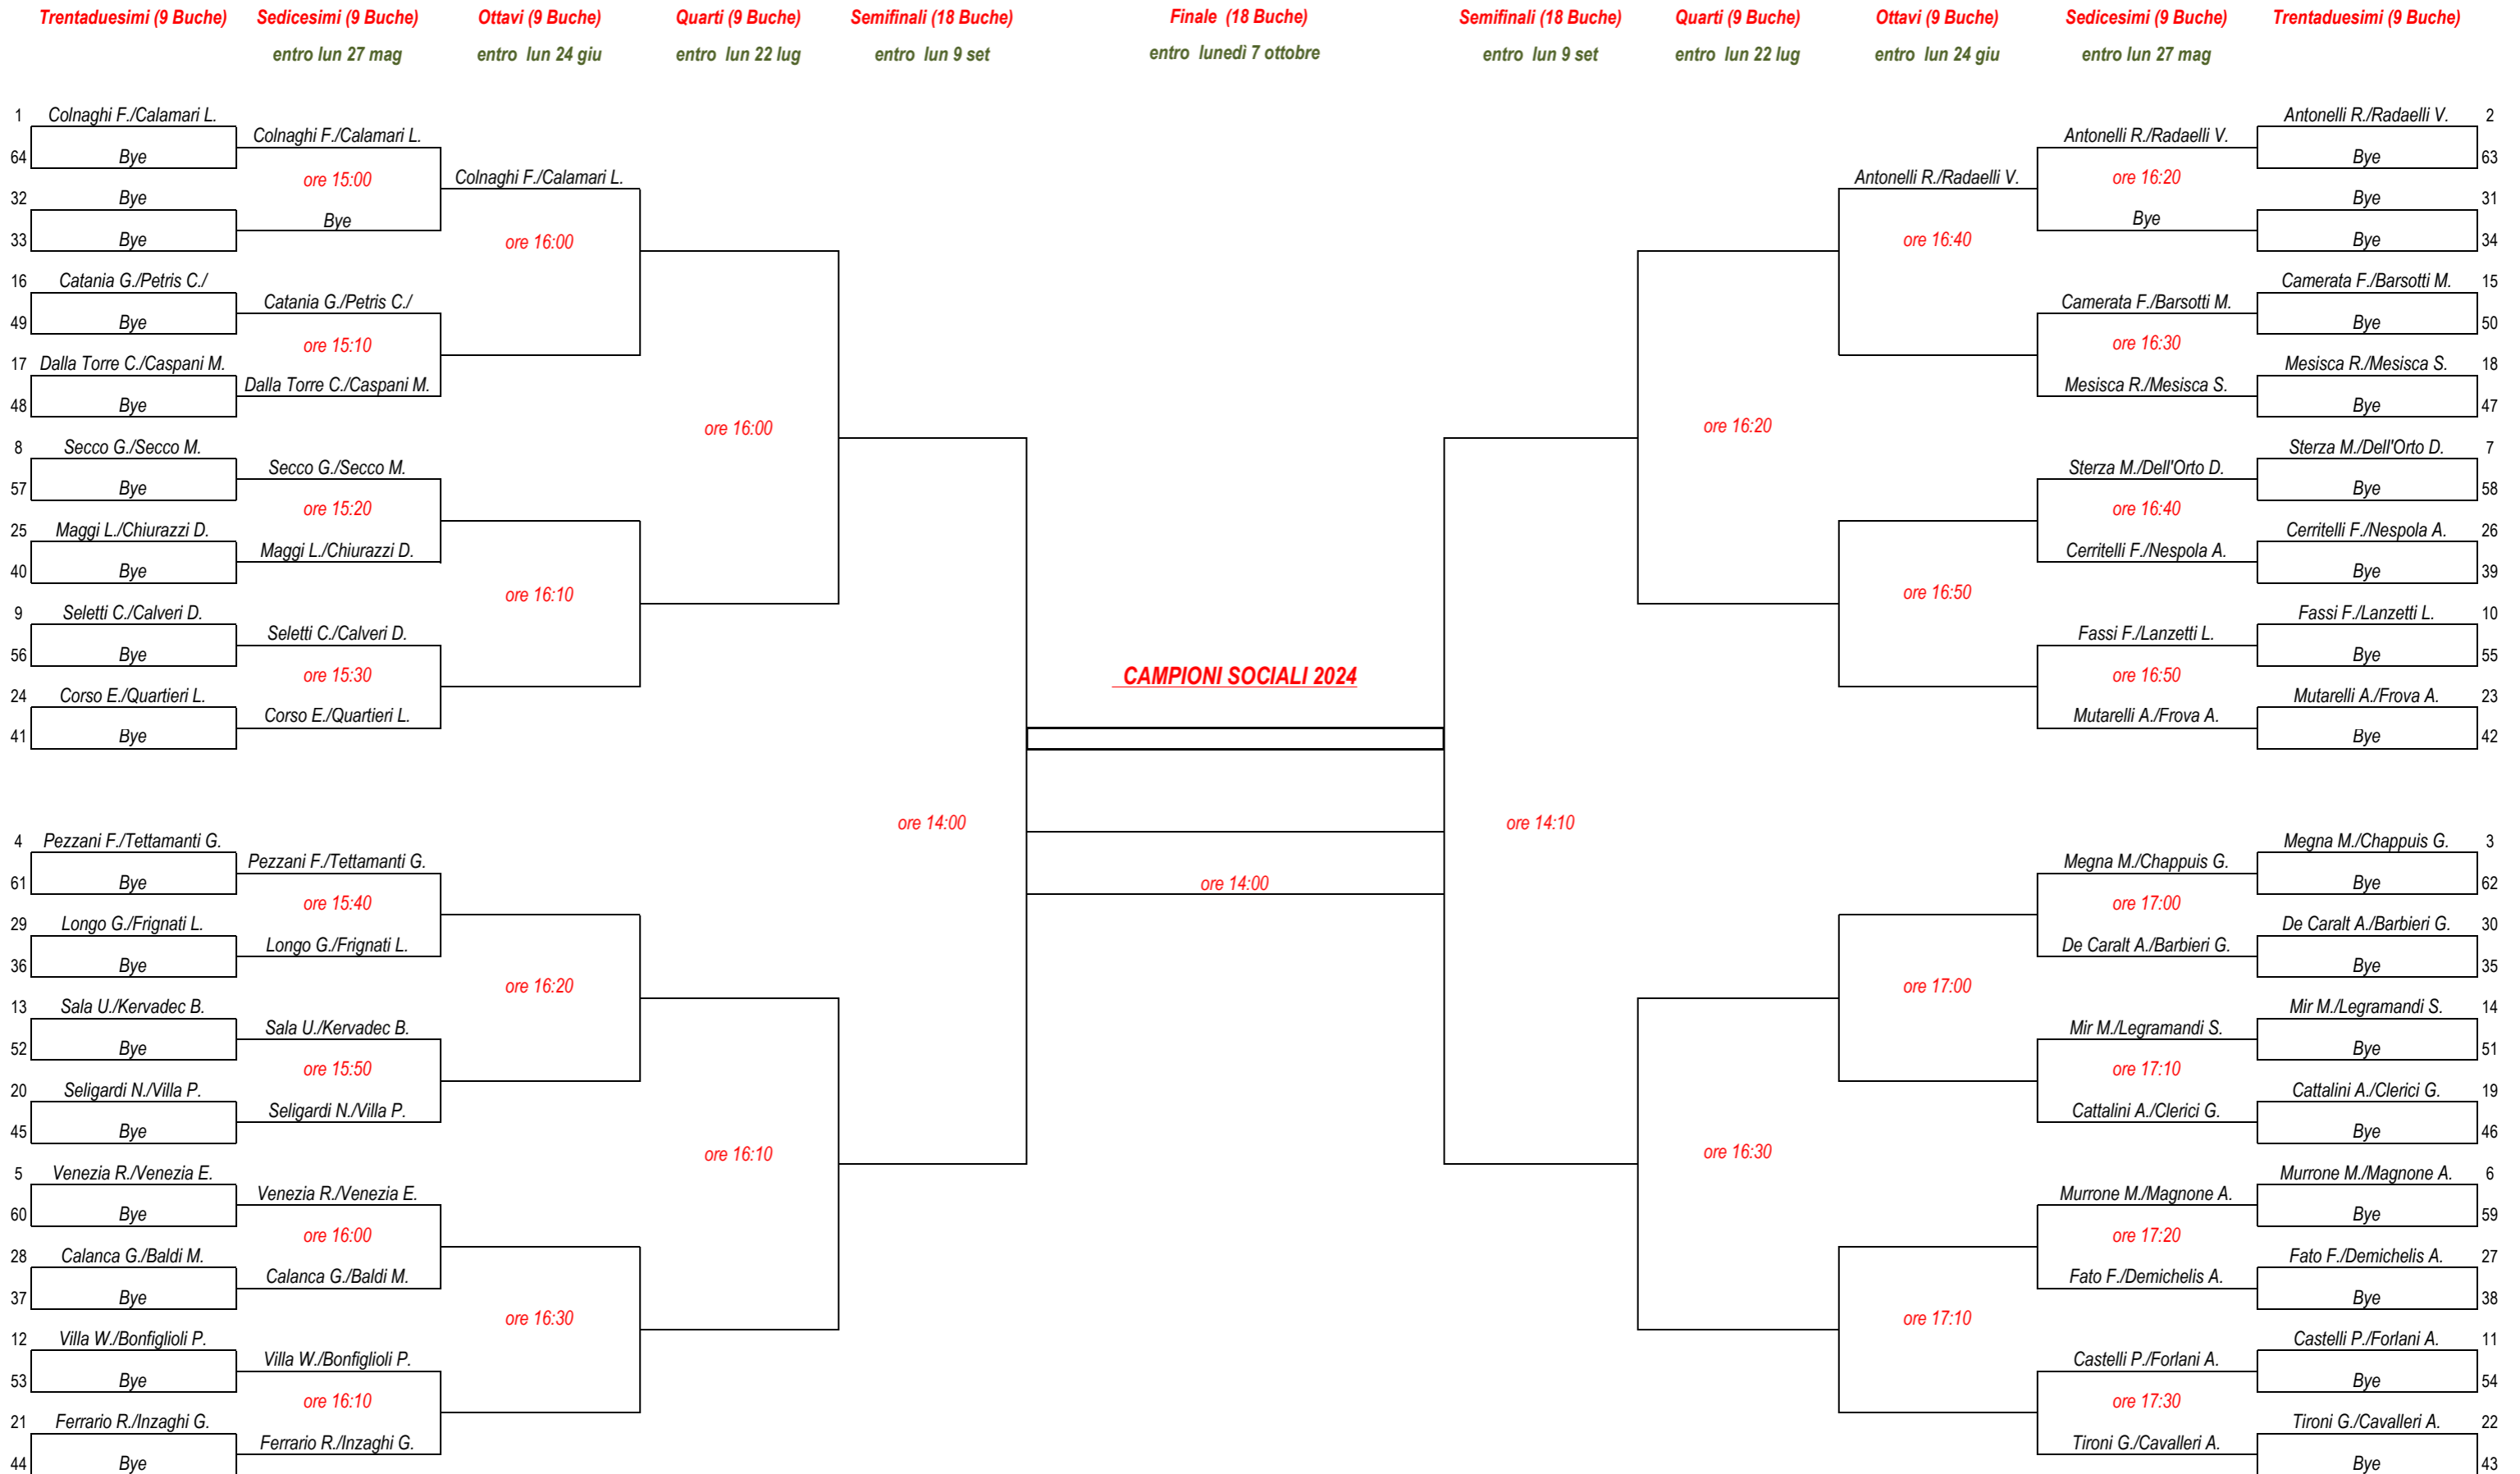 Trentaduesimi (9 Buche) Sedicesimi (9 Buche) Ottavi (9 Buche) Quarti (9 Buche) Semifinali (18 Buche) Finale (18 Buche) Semifinali (18 Buche) Quarti (9 Buche) Ottavi (9 Buche) Sedicesimi (9 Buche) Trentaduesimi (9 Buche)
entro lun 27 mag entro lun 24 giu entro lun 22 lug entro lun 9 set entro lunedì 7 ottobre entro lun 9 set entro lun 22 lug entro lun 24 giu entro lun 27 mag
1 Colnaghi F./Calamari L. Antonelli R./Radaelli V. 2
Colnaghi F./Calamari L. Antonelli R./Radaelli V.
64 Bye Bye 63
ore 15:00 Colnaghi F./Calamari L. Antonelli R./Radaelli V. ore 16:20
32 Bye Bye 31
Bye Bye
33 Bye ore 16:00 ore 16:40 Bye 34
16 Catania G./Petris C./ Camerata F./Barsotti M. 15
Catania G./Petris C./ Camerata F./Barsotti M.
49 Bye Bye 50
ore 15:10 ore 16:30
17 Dalla Torre C./Caspani M. Mesisca R./Mesisca S. 18
Dalla Torre C./Caspani M. Mesisca R./Mesisca S.
48 Bye Bye 47
ore 16:00 ore 16:20
8 Secco G./Secco M. Sterza M./Dell'Orto D. 7
Secco G./Secco M. Sterza M./Dell'Orto D.
57 Bye Bye 58
ore 15:20 ore 16:40
25 Maggi L./Chiurazzi D. Cerritelli F./Nespola A. 26
Maggi L./Chiurazzi D. Cerritelli F./Nespola A.
40 Bye Bye 39
ore 16:10 ore 16:50
9 Seletti C./Calveri D. Fassi F./Lanzetti L. 10
Seletti C./Calveri D. Fassi F./Lanzetti L.
56 Bye Bye 55
ore 15:30 CAMPIONI SOCIALI 2024 ore 16:50
24 Corso E./Quartieri L. Mutarelli A./Frova A. 23
Corso E./Quartieri L. Mutarelli A./Frova A.
41 Bye Bye 42
ore 14:00 ore 14:10
4 Pezzani F./Tettamanti G. Megna M./Chappuis G. 3
Pezzani F./Tettamanti G. Megna M./Chappuis G.
61 Bye ore 14:00 Bye 62
ore 15:40 ore 17:00
29 Longo G./Frignati L. De Caralt A./Barbieri G. 30
Longo G./Frignati L. De Caralt A./Barbieri G.
36 Bye Bye 35
ore 16:20 ore 17:00
13 Sala U./Kervadec B. Mir M./Legramandi S. 14
Sala U./Kervadec B. Mir M./Legramandi S.
52 Bye Bye 51
ore 15:50 ore 17:10
20 Seligardi N./Villa P. Cattalini A./Clerici G. 19
Seligardi N./Villa P. Cattalini A./Clerici G.
45 Bye Bye 46
ore 16:10 ore 16:30
5 Venezia R./Venezia E. Murrone M./Magnone A. 6
Venezia R./Venezia E. Murrone M./Magnone A.
60 Bye Bye 59
ore 16:00 ore 17:20
28 Calanca G./Baldi M. Fato F./Demichelis A. 27
Calanca G./Baldi M. Fato F./Demichelis A.
37 Bye Bye 38
ore 16:30 ore 17:10
12 Villa W./Bonfiglioli P. Castelli P./Forlani A. 11
Villa W./Bonfiglioli P. Castelli P./Forlani A.
53 Bye Bye 54
ore 16:10 ore 17:30
21 Ferrario R./Inzaghi G. Tironi G./Cavalleri A. 22
Ferrario R./Inzaghi G. Tironi G./Cavalleri A.
44 Bye Bye 43